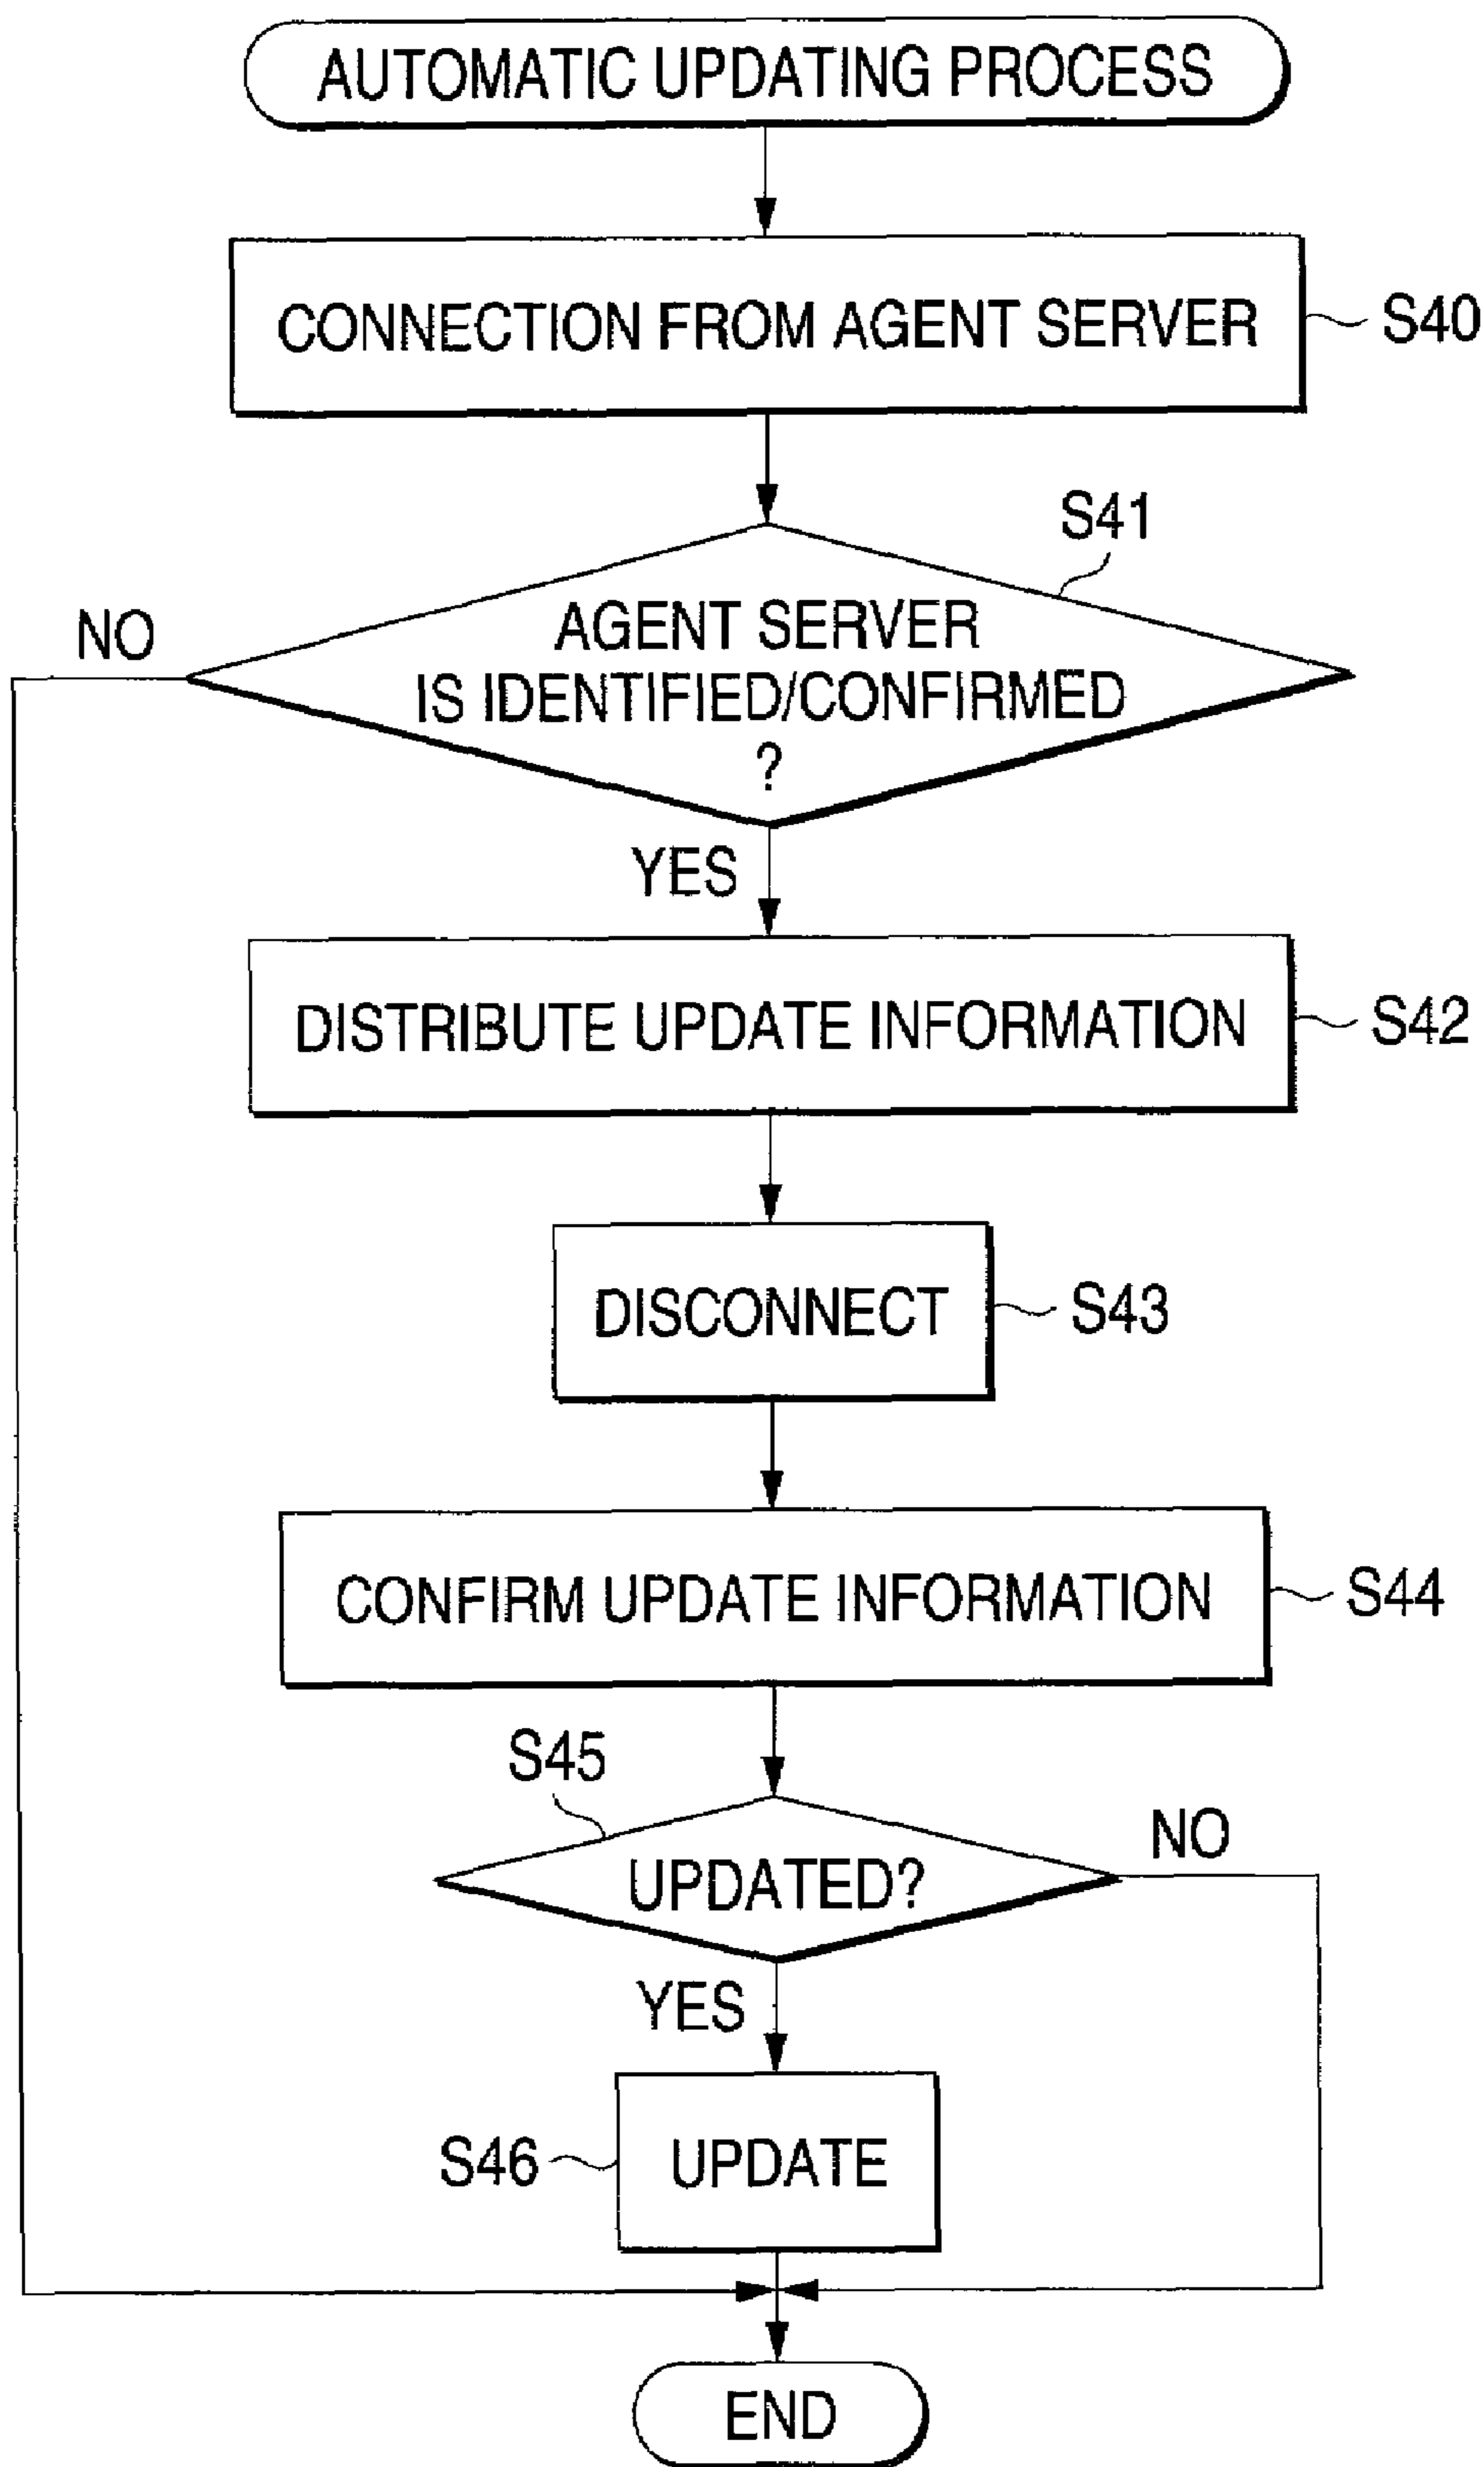 AUTOMATIC UPDATING PROCESS
CONNECTION FROM AGENT SERVER
S40
S41
AGENT SERVER
IS IDENTIFIED/CONFIRMED
?
NO
YES
DISTRIBUTE UPDATE INFORMATION
S42
DISCONNECT
S43
CONFIRM UPDATE INFORMATION
S44
S45
UPDATED?
NO
YES
S46
UPDATE
END